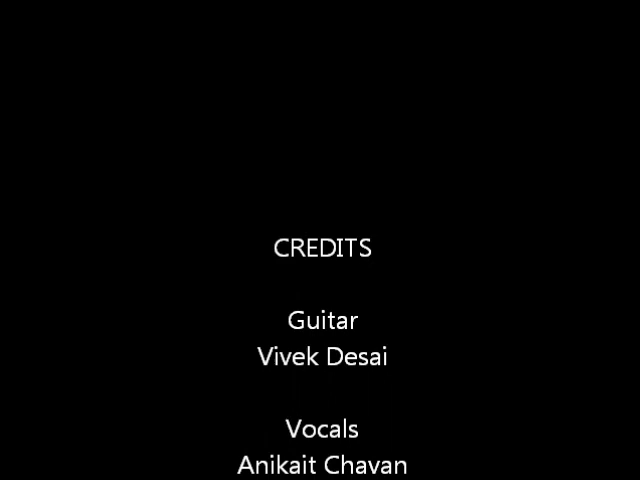 CREDITS
Guitar
Vivek Desai
Vocals
Anikait Chavan